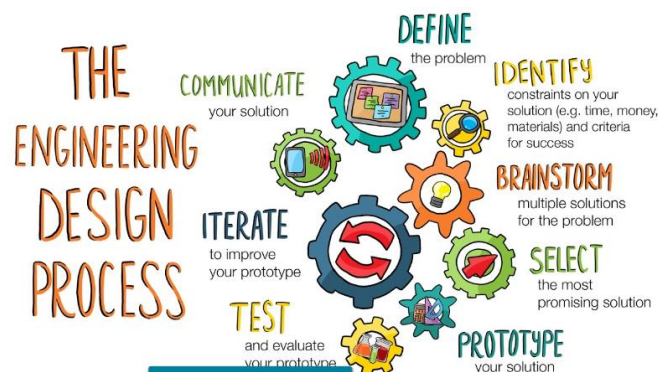 THE
ENGINEERING
DESIGN
PROCESS
DEFINE
the problem
IDENTIFY
constraints on your
solution (e.g. time, money,
materials) and criteria
for success
BRAINSTORM
multiple solutions
for the problem
SELECT
the most
promising solution
PROTOTYPE
your solution
TEST
and evaluate
your prototype
ITERATE
to improve
your prototype
COMMUNICATE
your solution